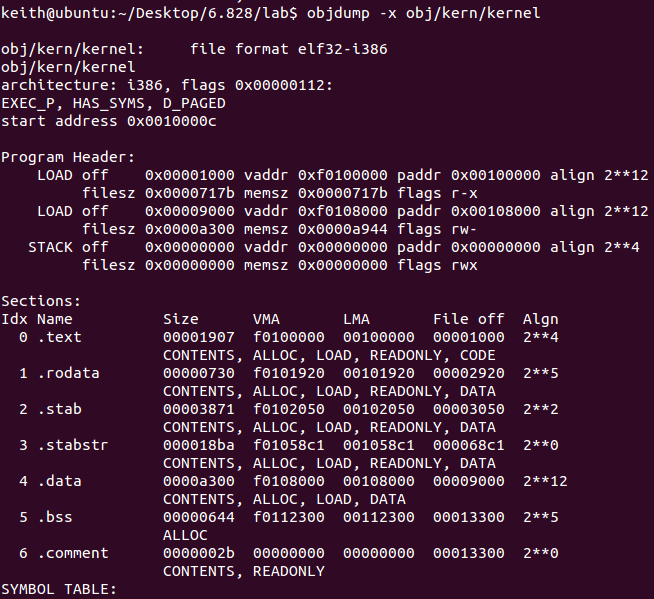 keith@ubuntu:~/Desktop/6.828/lab$ objdump -x obj/kern/kernel

obj/kern/kernel:     file format elf32-i386
obj/kern/kernel
architecture: i386, flags 0x00000112:
EXEC_P, HAS_SYMS, D_PAGED
start address 0x0010000c

Program Header:
    LOAD off    0x00001000 vaddr 0xf0100000 paddr 0x00100000 align 2**12
         filesz 0x0000717b memsz 0x0000717b flags r-x
    LOAD off    0x00009000 vaddr 0xf0108000 paddr 0x00108000 align 2**12
         filesz 0x0000a300 memsz 0x0000a944 flags rw-
   STACK off    0x00000000 vaddr 0x00000000 paddr 0x00000000 align 2**4
         filesz 0x00000000 memsz 0x00000000 flags rwx

Sections:
Idx Name          Size      VMA       LMA       File off  Algn
  0 .text         00001907  f0100000  00100000  00001000  2**4
                  CONTENTS, ALLOC, LOAD, READONLY, CODE
  1 .rodata       00000730  f0101920  00101920  00002920  2**5
                  CONTENTS, ALLOC, LOAD, READONLY, DATA
  2 .stab         00003871  f0102050  00102050  00003050  2**2
                  CONTENTS, ALLOC, LOAD, READONLY, DATA
  3 .stabstr      000018ba  f01058c1  001058c1  000068c1  2**0
                  CONTENTS, ALLOC, LOAD, READONLY, DATA
  4 .data         0000a300  f0108000  00108000  00009000  2**12
                  CONTENTS, ALLOC, LOAD, DATA
  5 .bss          00000644  f0112300  00112300  00013300  2**5
                  ALLOC
  6 .comment      0000002b  00000000  00000000  00013300  2**0
                  CONTENTS, READONLY
SYMBOL TABLE: